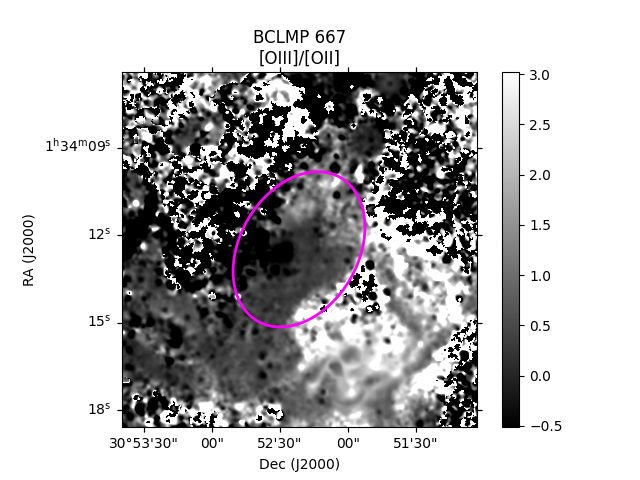 BCLMP 667
[OIII]/[OII]
3.0
2.5
2.0
1.5
1.0
0.5
0.0
−0.5
1ʰ34ᵐ09ˢ
12ˢ
15ˢ
18ˢ
RA (J2000)
30°53'30" 00" 52'30" 00" 51'30"
Dec (J2000)